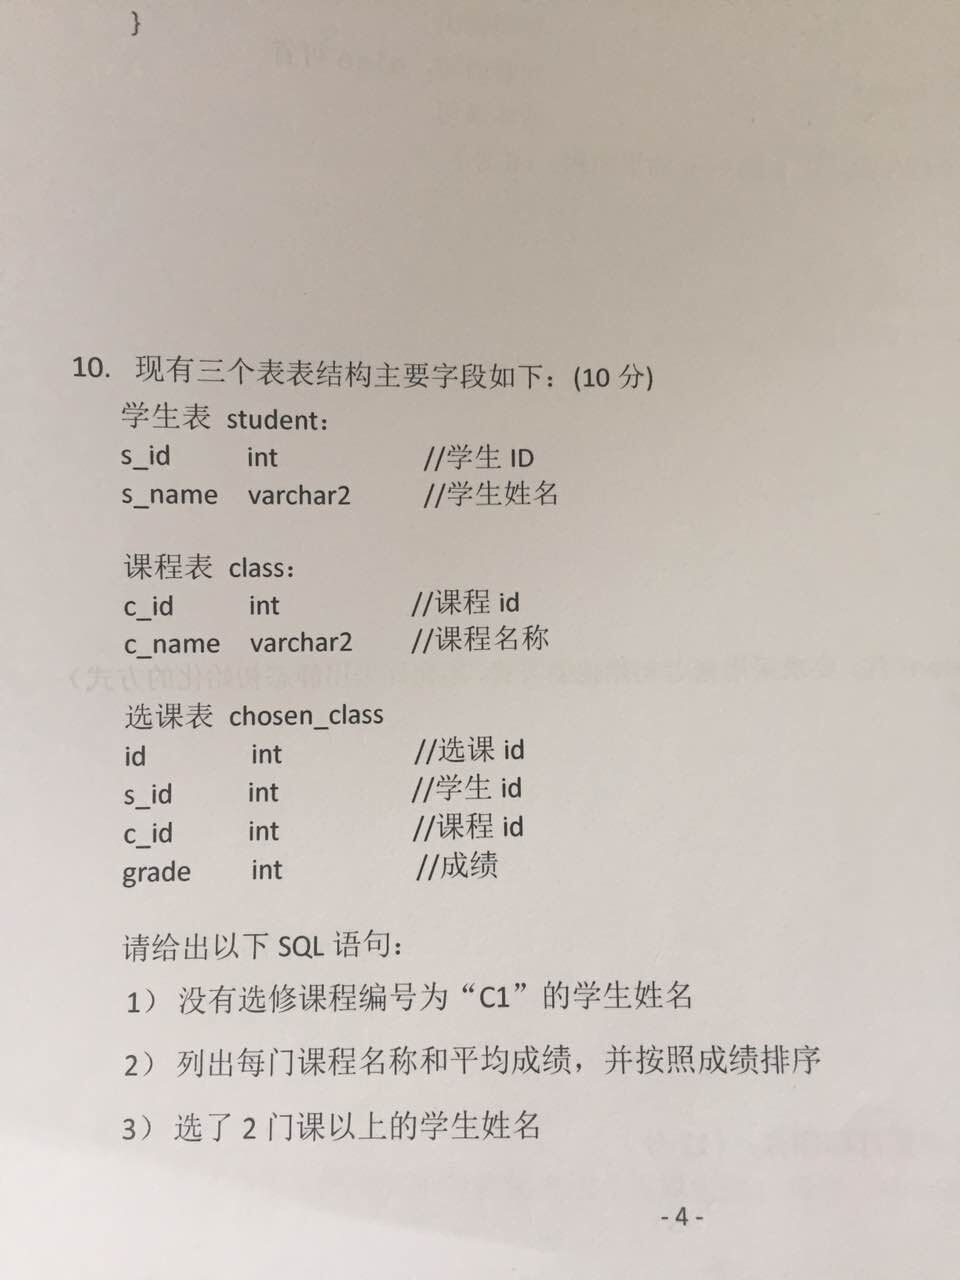 }
10. 现有三个表表结构主要字段如下：(10 分)
学生表 student：
s_id int //学生 ID
s_name varchar2 //学生姓名
课程表 class：
c_id int //课程 id
c_name varchar2 //课程名称
选课表 chosen_class
id int //选课 id
s_id int //学生 id
c_id int //课程 id
grade int //成绩
请给出以下 SQL 语句：
1） 没有选修课程编号为“C1”的学生姓名
2） 列出每门课程名称和平均成绩，并按照成绩排序
3） 选了 2 门课以上的学生姓名
- 4 -